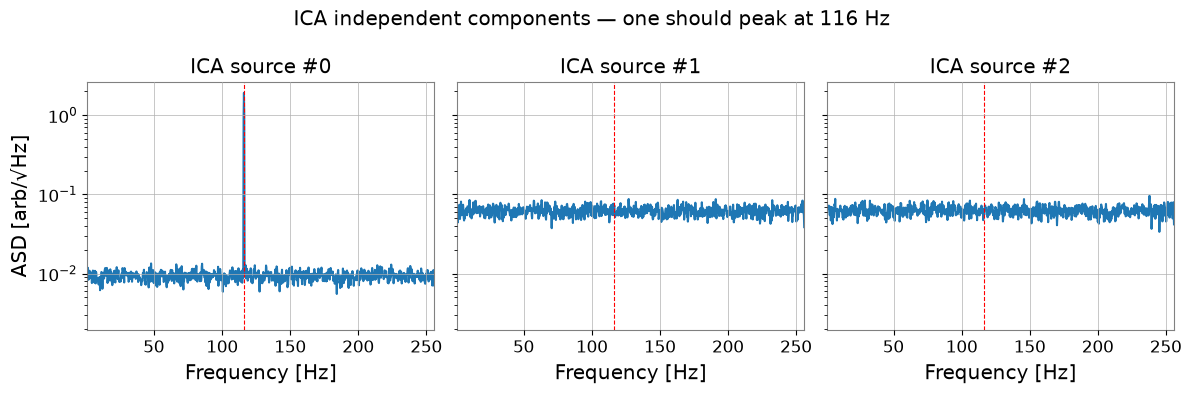 ICA independent components — one should peak at 116 Hz
ICA source #0
ICA source #1
ICA source #2
ASD [arb/√Hz]
10⁰
10⁻¹
10⁻²
50 100 150 200 250
50 100 150 200 250
50 100 150 200 250
Frequency [Hz]
Frequency [Hz]
Frequency [Hz]